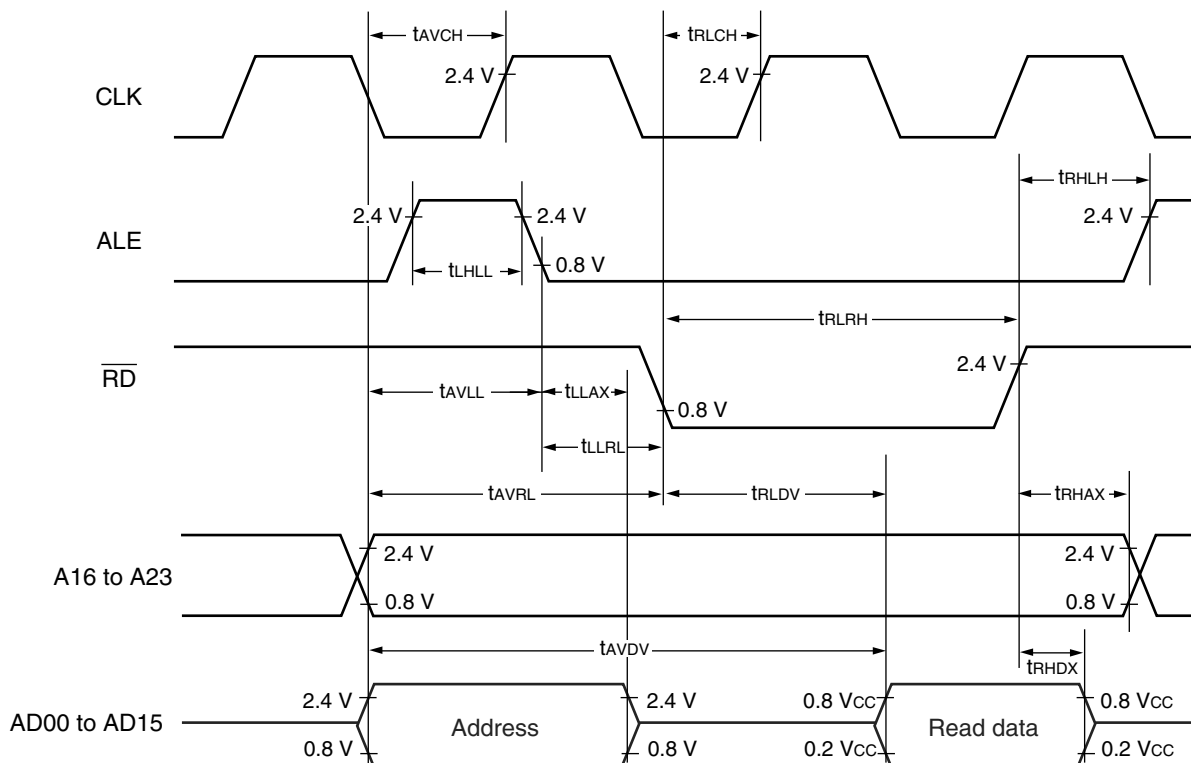 tAVCH
tRLCH
CLK
2.4 V
2.4 V
tRHLH
ALE
2.4 V
2.4 V
2.4 V
0.8 V
tLHLL
tRLRH
RD
2.4 V
tAVLL
tLLAX
0.8 V
tLLRL
tAVRL
tRLDV
tRHAX
A16 to A23
2.4 V
2.4 V
0.8 V
0.8 V
tAVDV
tRHDX
AD00 to AD15
2.4 V
Address
2.4 V
0.8 VCC
Read data
0.8 VCC
0.8 V
0.8 V
0.2 VCC
0.2 VCC